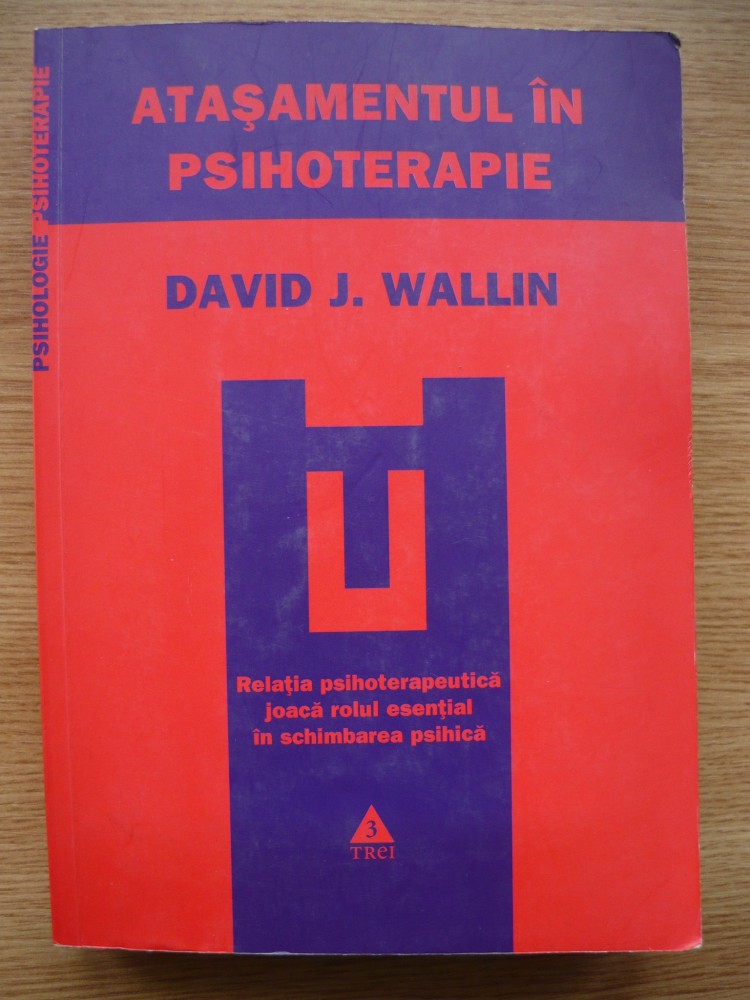 ATAŞAMENTUL ÎN
PSIHOTERAPIE
DAVID J. WALLIN
Relaţia psihoterapeutică
joacă rolul esenţial
în schimbarea psihică
3
TREI
PSIHOLOGIE PSIHOTERAPIE